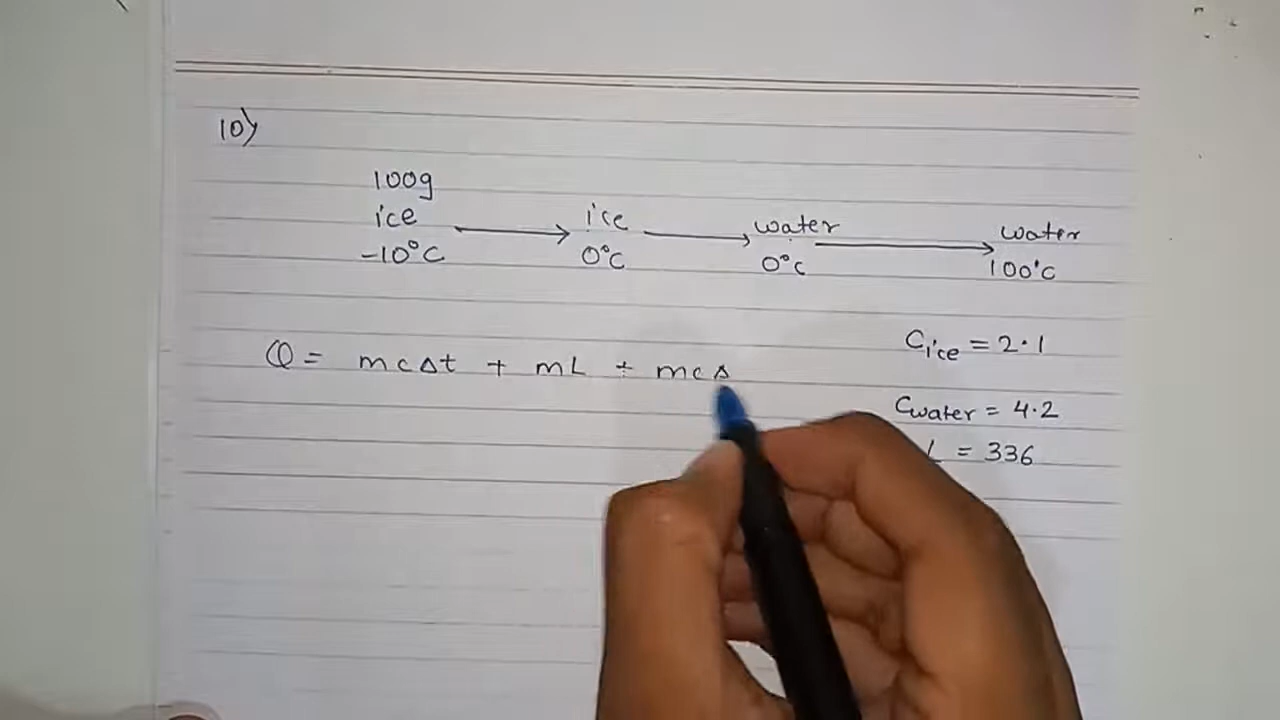 10)
100g
ice ⟶ ice ⟶ water ⟶ water
-10°C 0°C 0°C 100°C
Q = mcΔt + mL + mcΔ
Cice = 2.1
Cwater = 4.2
L = 336